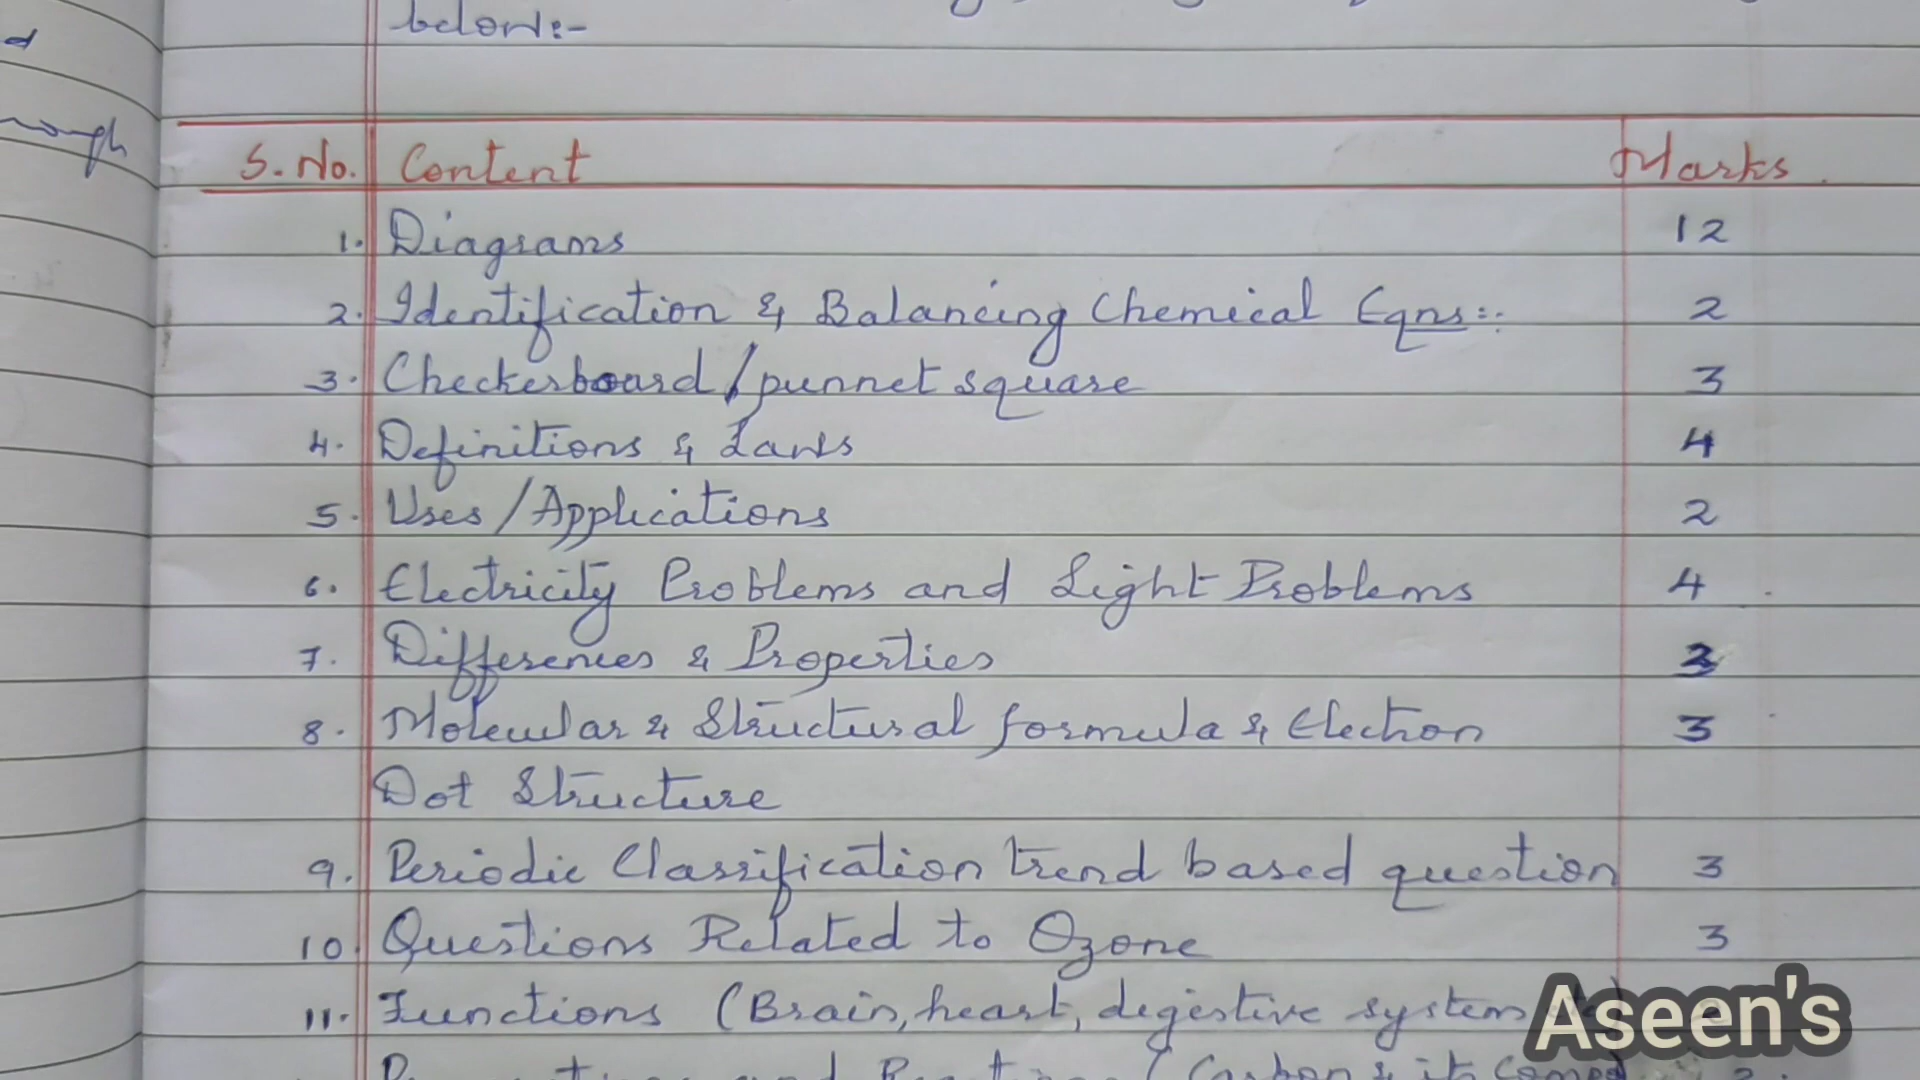 d
below:-
nough
S. No. Content Marks
1. Diagrams 12
2. Identification & Balancing Chemical Eqns:- 2
3. Checkerboard / punnet square 3
4. Definitions & Laws 4
5. Uses / Applications 2
6. Electricity Problems and Light Problems 4
7. Differences & Properties
8. Molecular & Structural formula & Electron 3
Dot Structure
9. Periodic Classification trend based question 3
10. Questions Related to Ozone 3
11. Functions (Brain, heart, digestive system
Aseen's